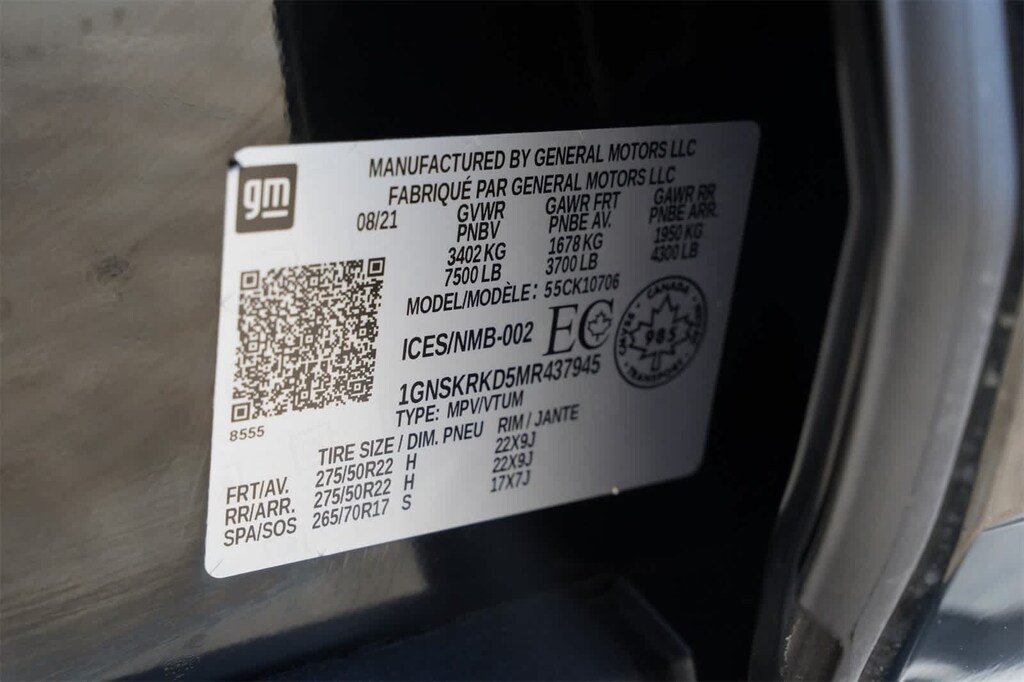 gm
MANUFACTURED BY GENERAL MOTORS LLC
FABRIQUÉ PAR GENERAL MOTORS LLC
08/21 GVWR GAWR FRT GAWR RR
PNBV PNBE AV. PNBE ARR.
3402 KG 1678 KG 1950 KG
7500 LB 3700 LB 4300 LB
MODEL/MODÈLE: 55CK10706
ICES/NMB-002 EC
CANADA
985
TRANSPORT
1GNSKRKD5MR437945
TYPE: MPV/VTUM
8555
TIRE SIZE / DIM. PNEU RIM / JANTE
FRT/AV. 275/50R22 H 22X9J
RR/ARR. 275/50R22 H 22X9J
SPA/SOS 265/70R17 S 17X7J